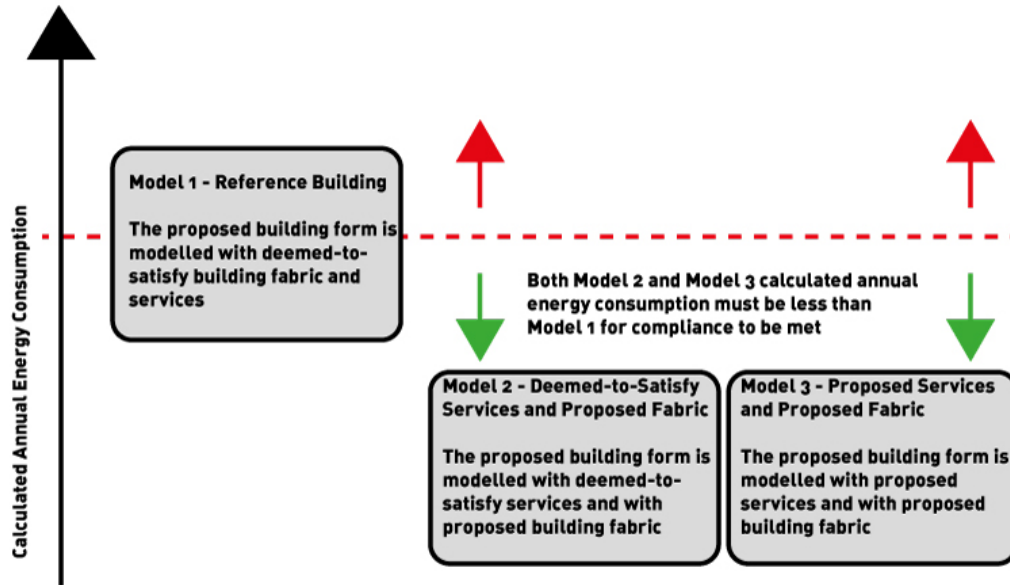 Calculated Annual Energy Consumption
Model 1 - Reference Building
The proposed building form is
modelled with deemed-to-
satisfy building fabric and
services
Both Model 2 and Model 3 calculated annual
energy consumption must be less than
Model 1 for compliance to be met
Model 2 - Deemed-to-Satisfy
Services and Proposed Fabric
The proposed building form is
modelled with deemed-to-
satisfy services and with
proposed building fabric
Model 3 - Proposed Services
and Proposed Fabric
The proposed building form is
modelled with proposed
services and with proposed
building fabric